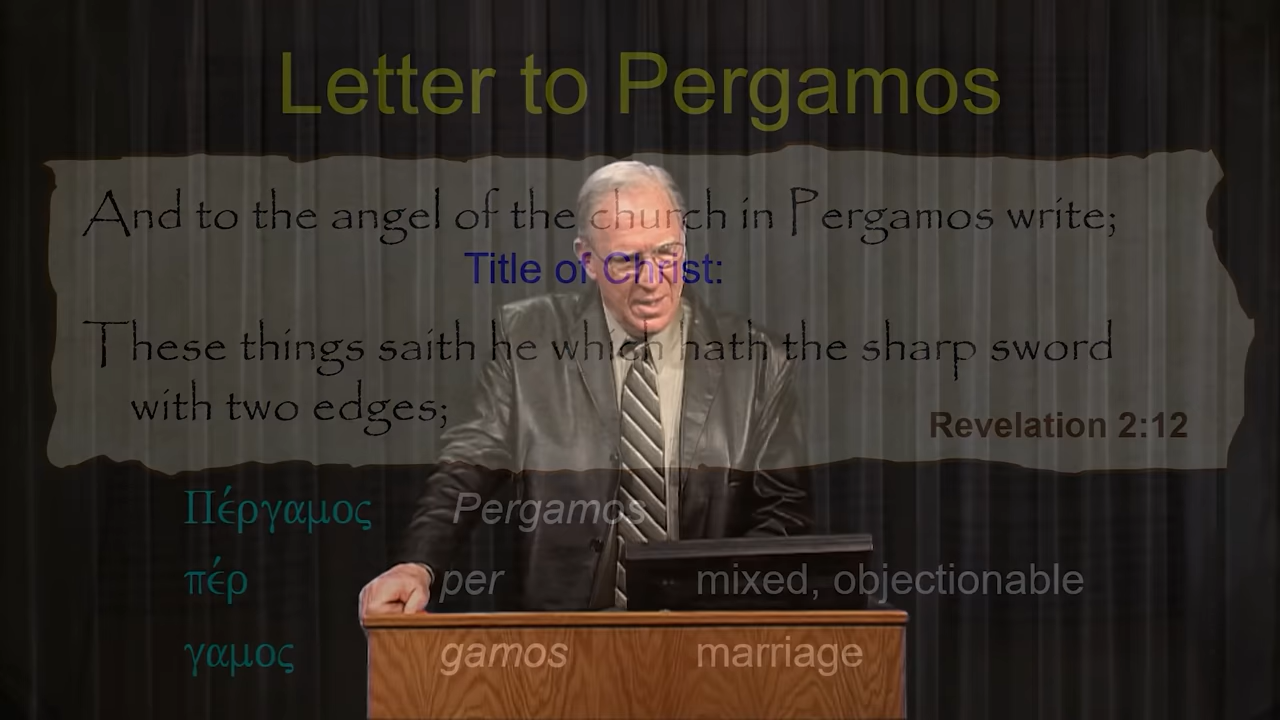 Letter to Pergamos
And to the angel of the church in Pergamos write;
Title of Christ:
These things saith he which hath the sharp sword
with two edges;
Revelation 2:12
Πέργαμος Pergamos
πέρ per mixed, objectionable
γαμος gamos marriage